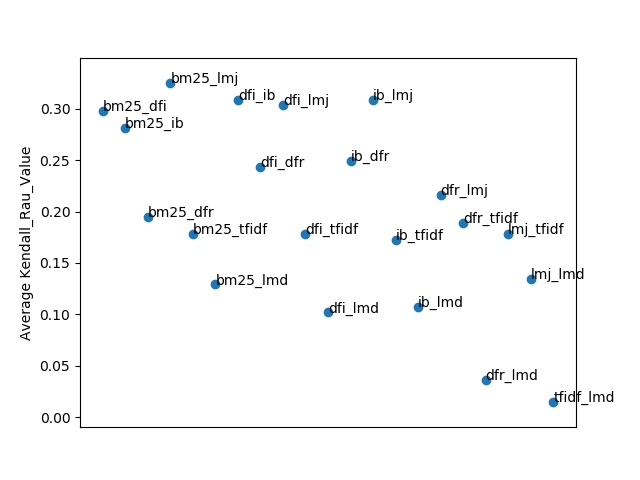 bm25_lmj
dfi_ib
ib_lmj
dfi_lmj
bm25_dfi
0.30
bm25_ib
ib_dfr
dfi_dfr
0.25
dfr_lmj
dfr_tfidf
bm25_dfr
0.20
bm25_tfidf
dfi_tfidf
lmj_tfidf
ib_tfidf
0.15
lmj_lmd
bm25_lmd
ib_lmd
dfi_lmd
0.10
0.05
dfr_lmd
tfidf_lmd
0.00
Average Kendall_Rau_Value